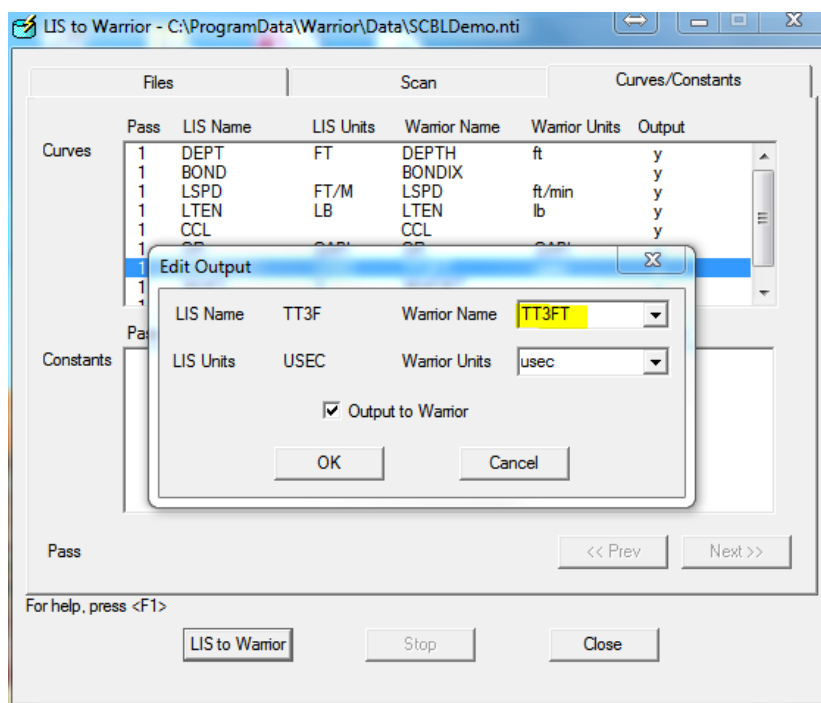 LIS to Warrior - C:\ProgramData\Warrior\Data\SCBLDemo.nti
Files Scan Curves/Constants
Pass LIS Name LIS Units Warrior Name Warrior Units Output
Curves
1 DEPT FT DEPTH ft y
1 BOND BONDIX y
1 LSPD FT/M LSPD ft/min y
1 LTEN LB LTEN lb y
1 CCL CCL y
1
1
1
1
Edit Output
LIS Name TT3F Warrior Name TT3FT
LIS Units USEC Warrior Units usec
Output to Warrior
OK Cancel
Constants
Pass << Prev Next >>
For help, press <F1>
LIS to Warrior Stop Close